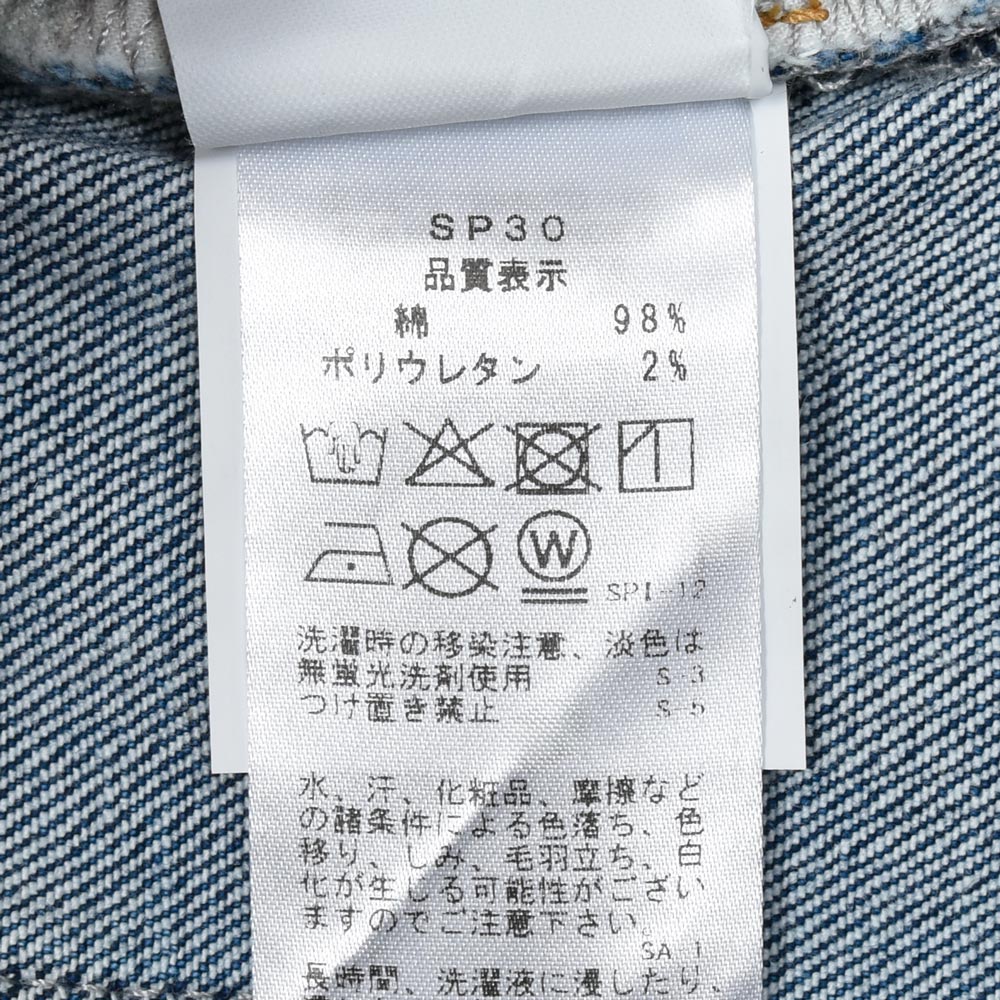 SP30
品質表示
綿 98%
ポリウレタン 2%
W
SPI-12
洗濯時の移染注意、淡色は
無蛍光洗剤使用 S-3
つけ置き禁止 S-5
水、汗、化粧品、摩擦など
の諸条件による色落ち、色
移り、しみ、毛羽立ち、白
化が生じる可能性がござい
ますのでご注意下さい。
SA-1
長時間、洗濯液に浸したり、